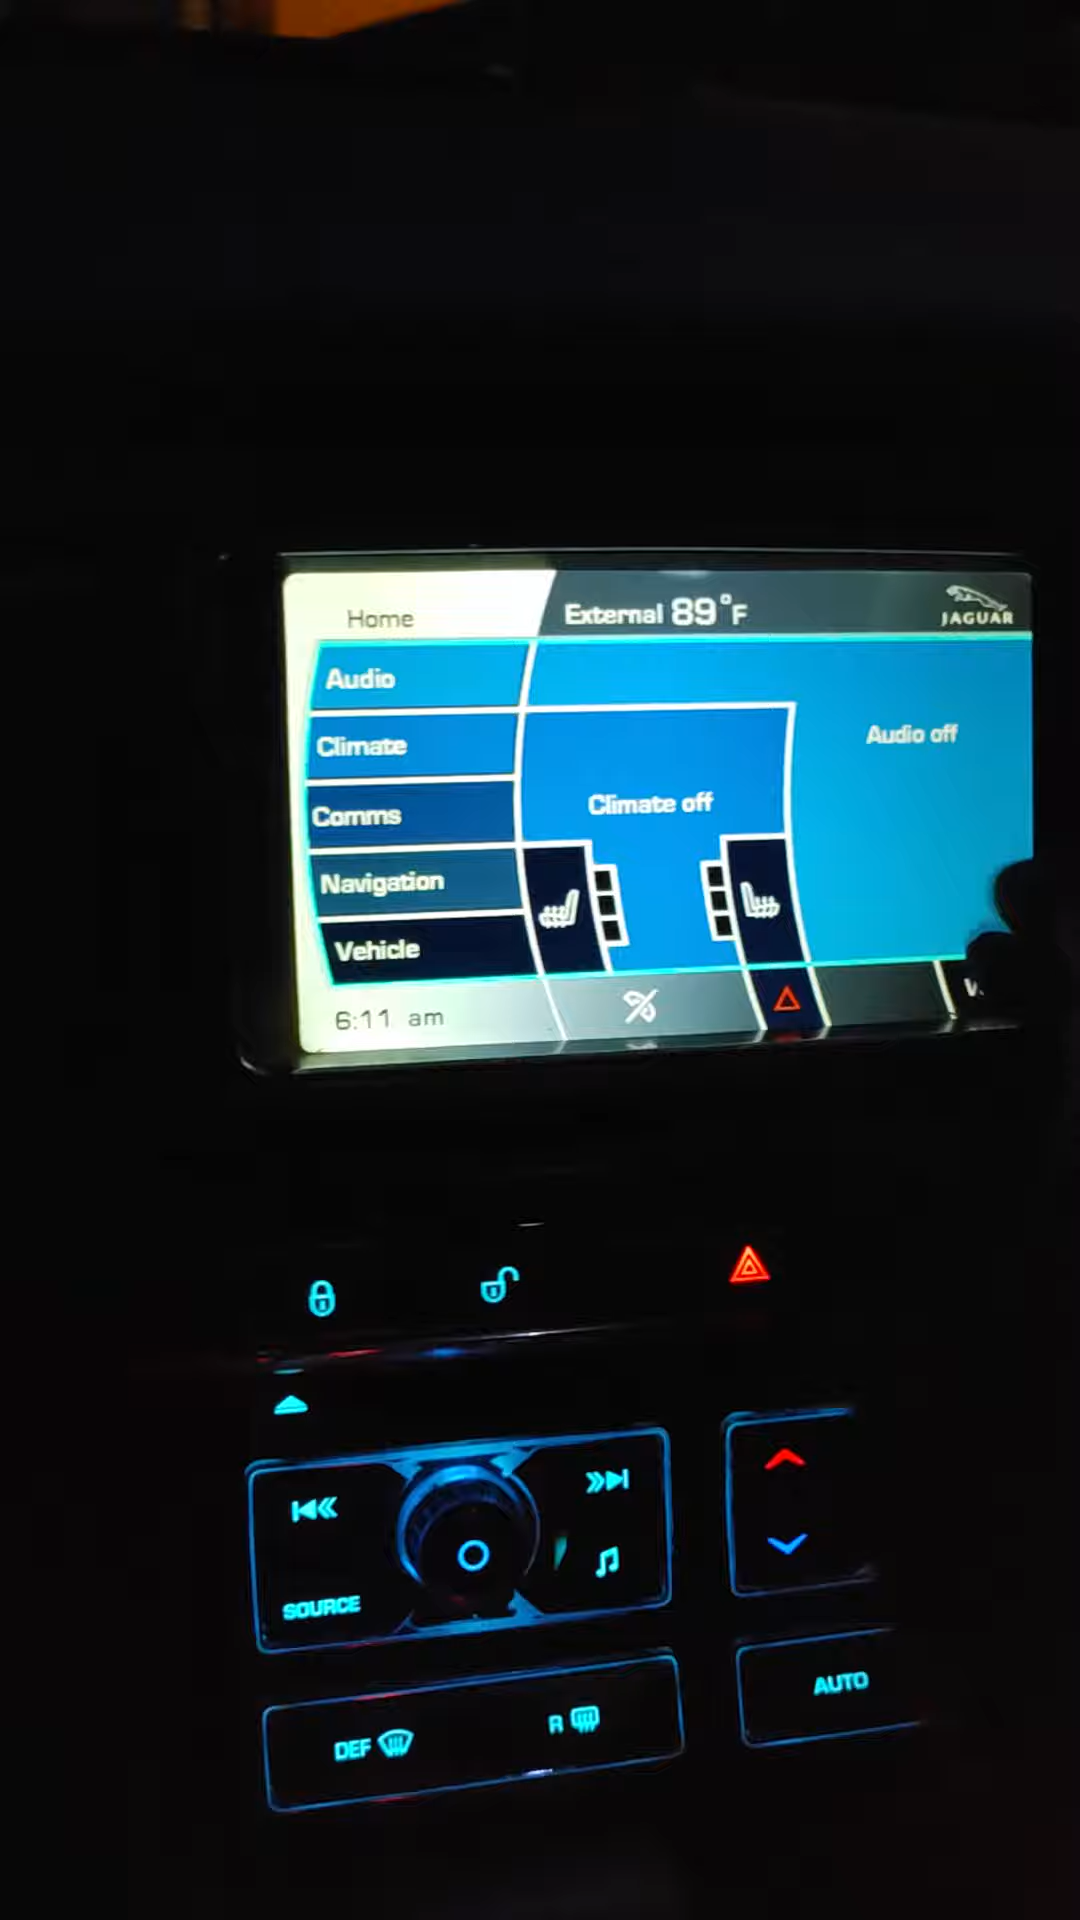 Home
External 89°F
JAGUAR
Audio
Audio off
Climate
Climate off
Comms
Navigation
Vehicle
6:11 am
SOURCE
AUTO
DEF
R